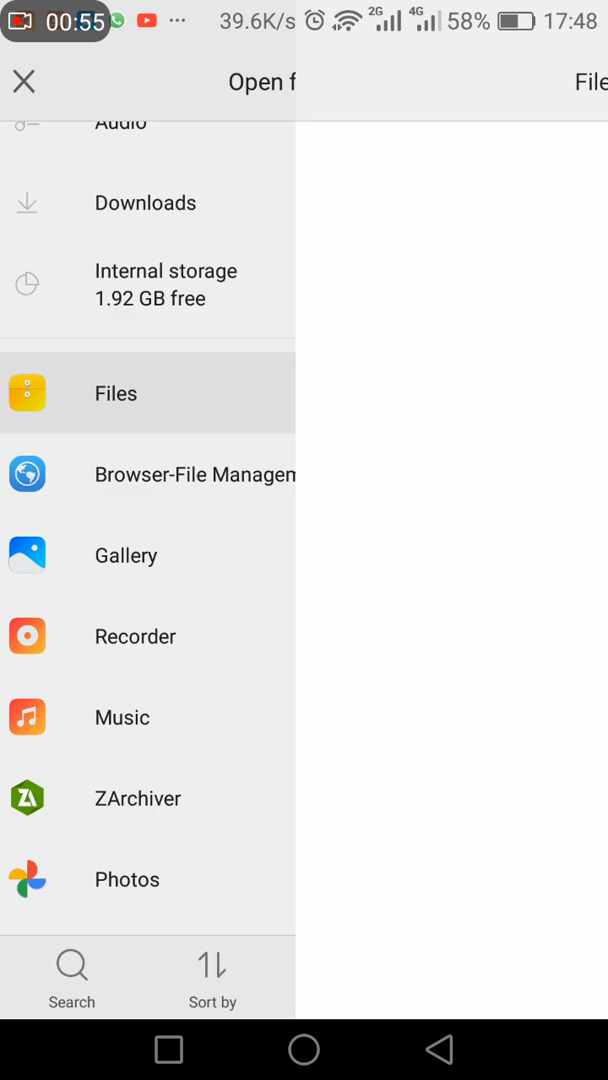 00:55 ... 39.6K/s 2G 4G 58% 17:48
Open f
File
Audio
Downloads
Internal storage
1.92 GB free
Files
Browser-File Managem
Gallery
Recorder
Music
ZArchiver
Photos
Search Sort by